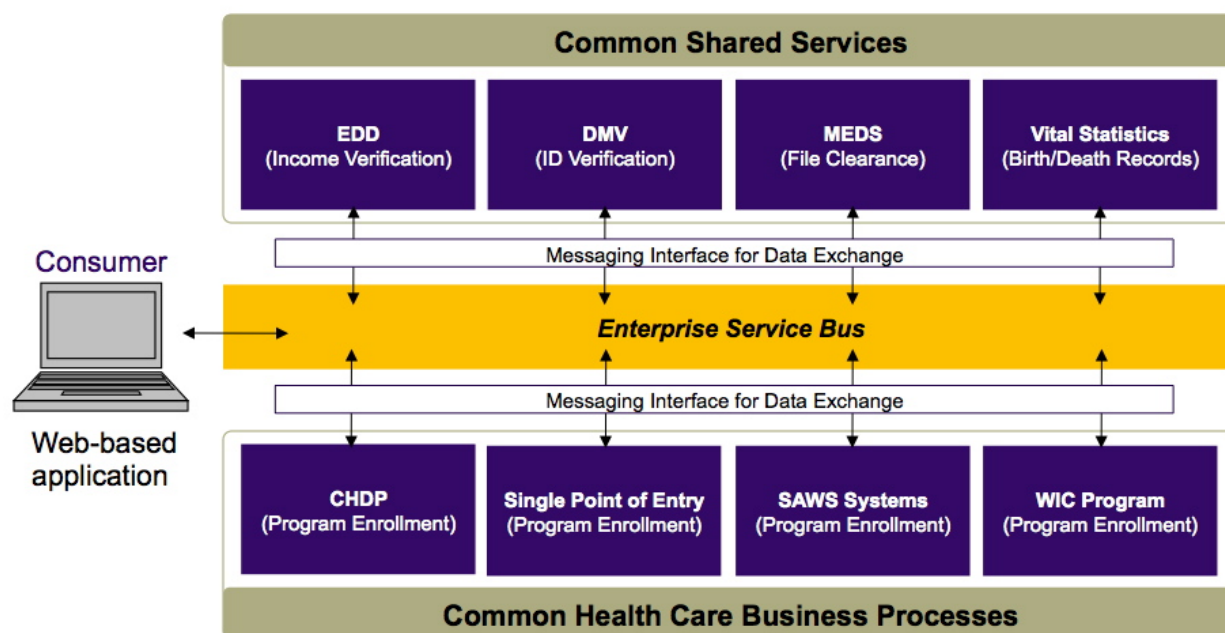 Common Shared Services
EDD
(Income Verification)
DMV
(ID Verification)
MEDS
(File Clearance)
Vital Statistics
(Birth/Death Records)
Messaging Interface for Data Exchange
Consumer
Enterprise Service Bus
Web-based
application
Messaging Interface for Data Exchange
CHDP
(Program Enrollment)
Single Point of Entry
(Program Enrollment)
SAWS Systems
(Program Enrollment)
WIC Program
(Program Enrollment)
Common Health Care Business Processes